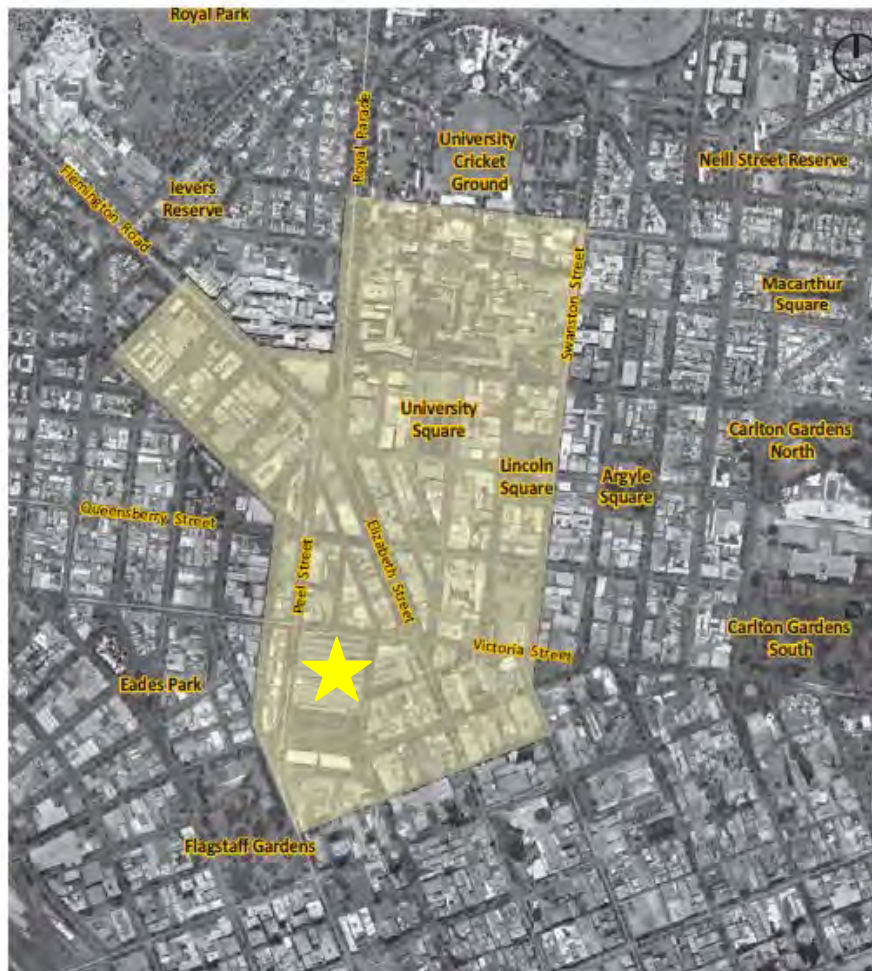 Royal Park
Royal Parade
University
Cricket
Ground
Neill Street Reserve
Flemington Road
Ievers
Reserve
Swanston Street
Macarthur
Square
University
Square
Carlton Gardens
North
Lincoln
Square
Argyle
Square
Queensberry Street
Elizabeth Street
Peel Street
Victoria Street
Carlton Gardens
South
Eades Park
Flagstaff Gardens